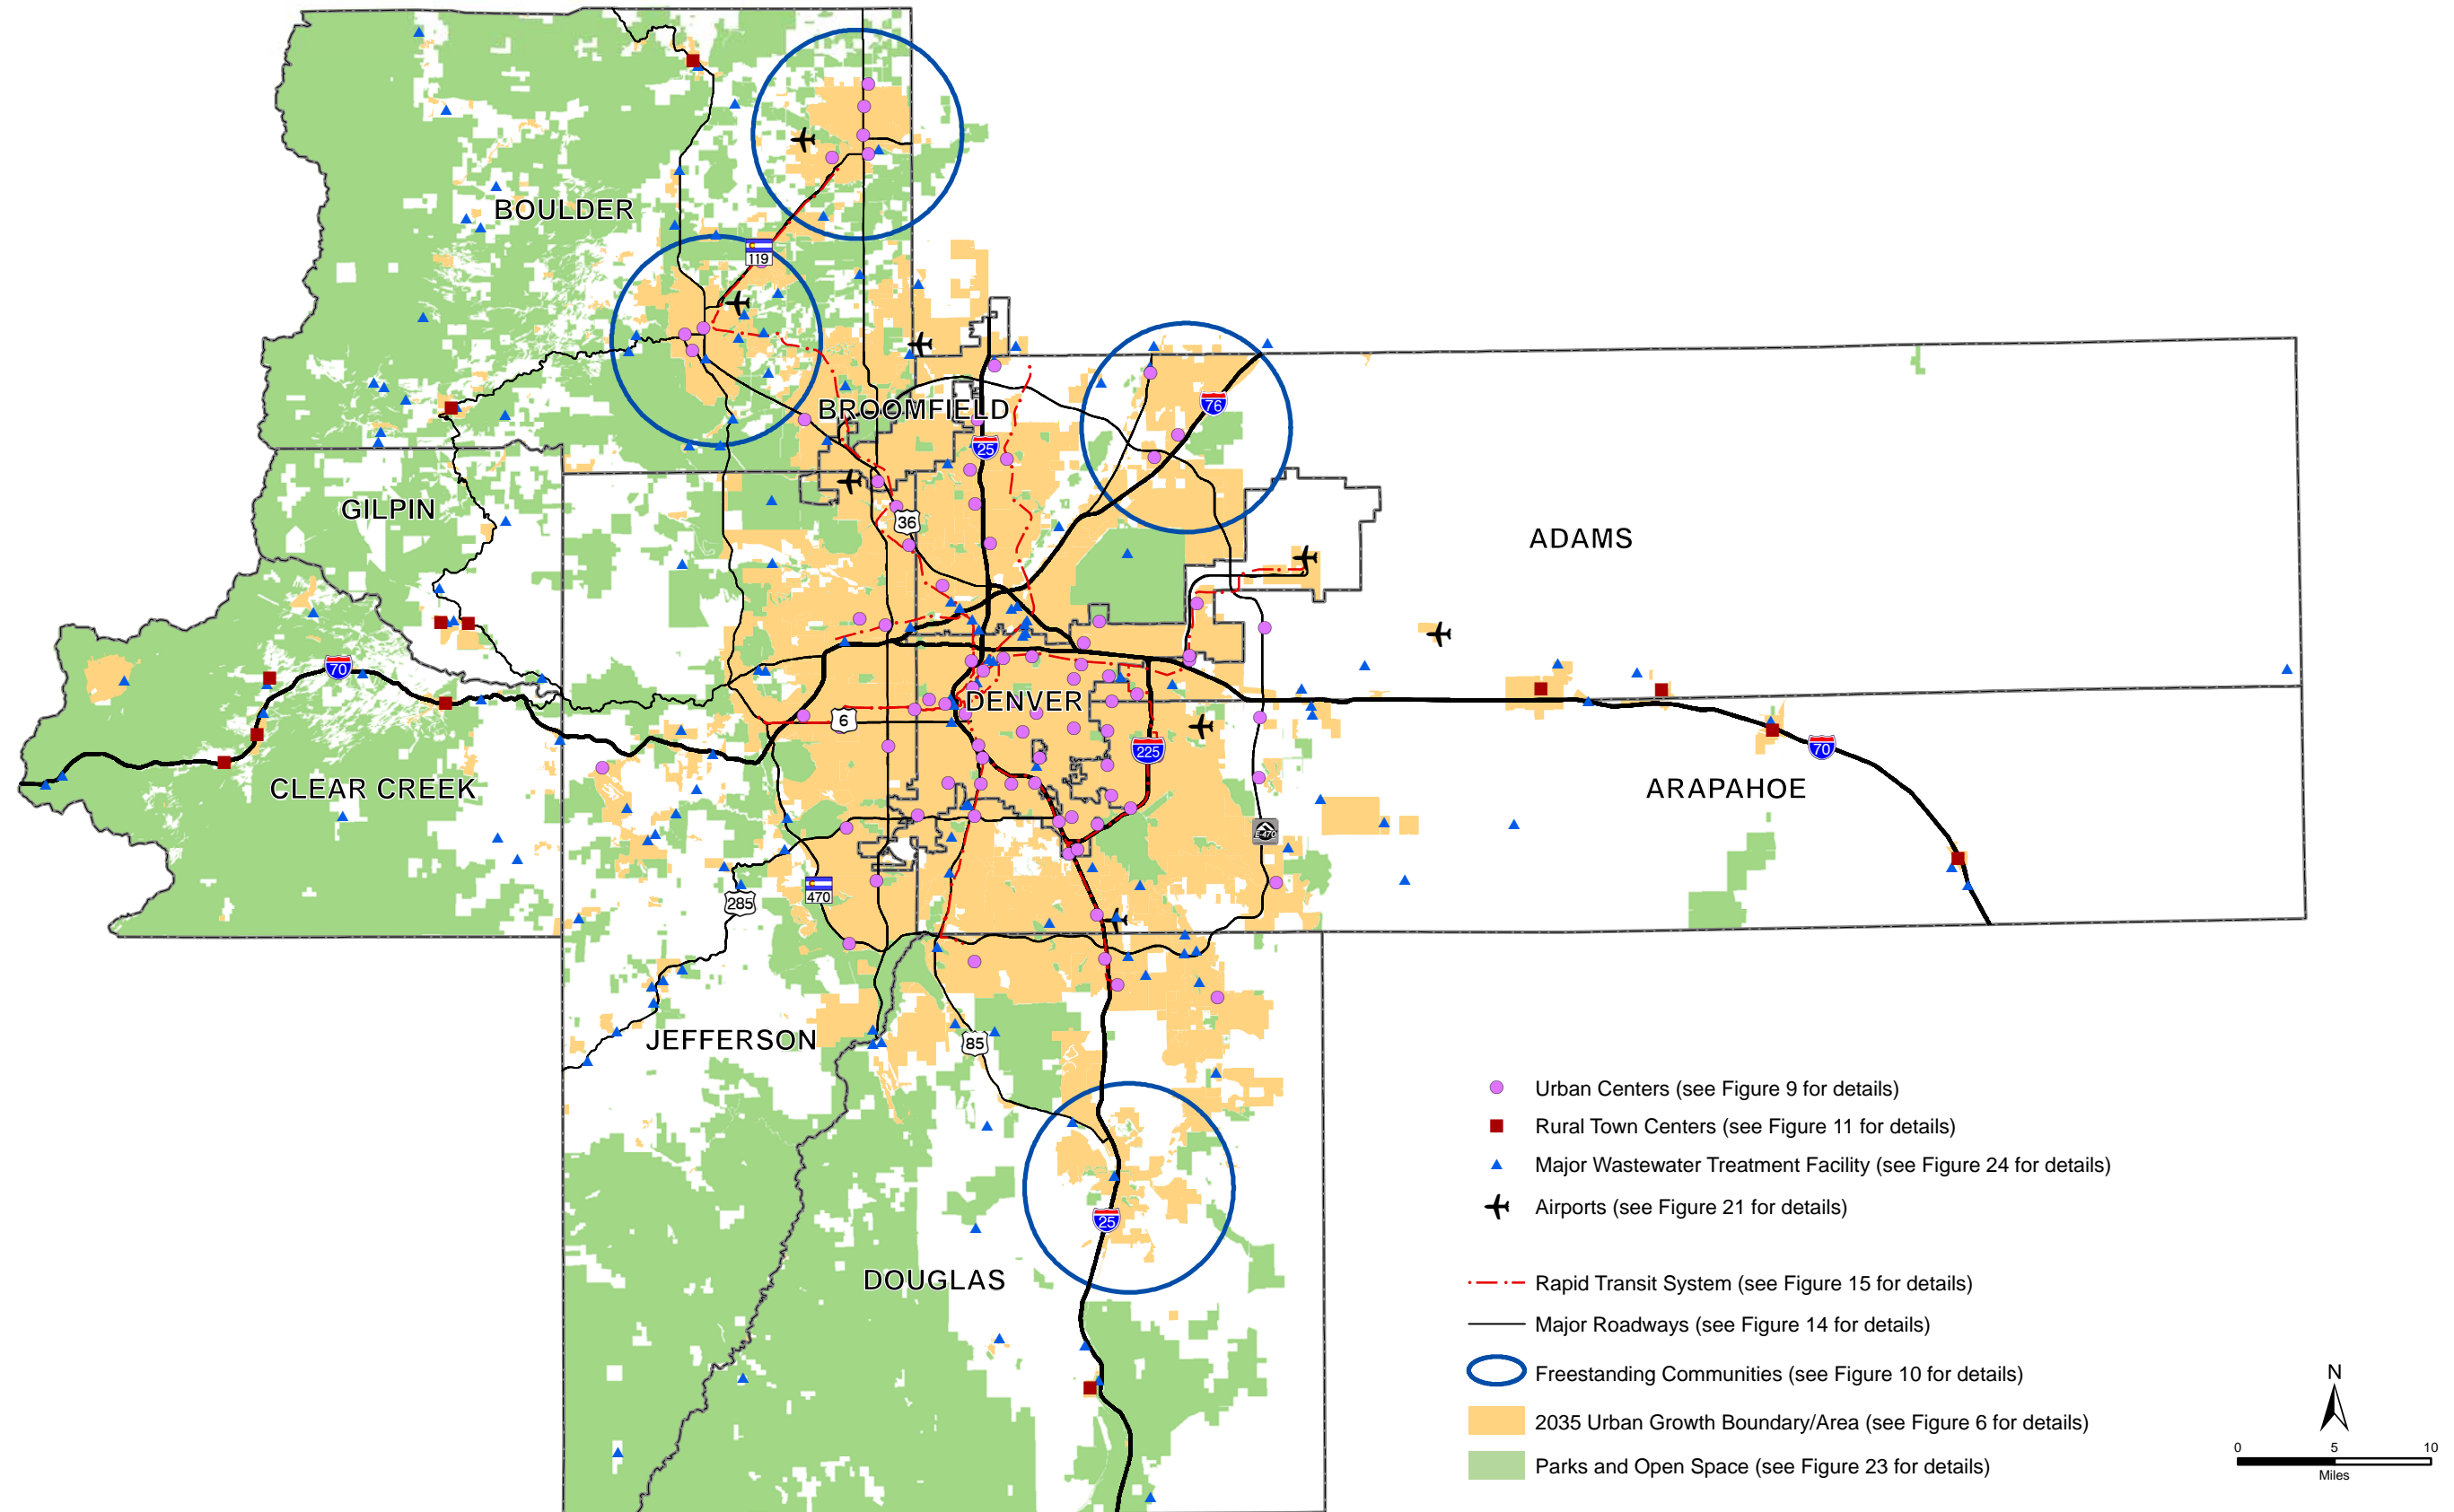 BOULDER
119
BROOMFIELD
76
25
GILPIN
36
ADAMS
70
DENVER
6
225
70
CLEAR CREEK
ARAPAHOE
E-470
285
470
JEFFERSON
85
25
DOUGLAS
Urban Centers (see Figure 9 for details)
Rural Town Centers (see Figure 11 for details)
Major Wastewater Treatment Facility (see Figure 24 for details)
Airports (see Figure 21 for details)
Rapid Transit System (see Figure 15 for details)
Major Roadways (see Figure 14 for details)
Freestanding Communities (see Figure 10 for details)
2035 Urban Growth Boundary/Area (see Figure 6 for details)
Parks and Open Space (see Figure 23 for details)
N
0 5 10
Miles